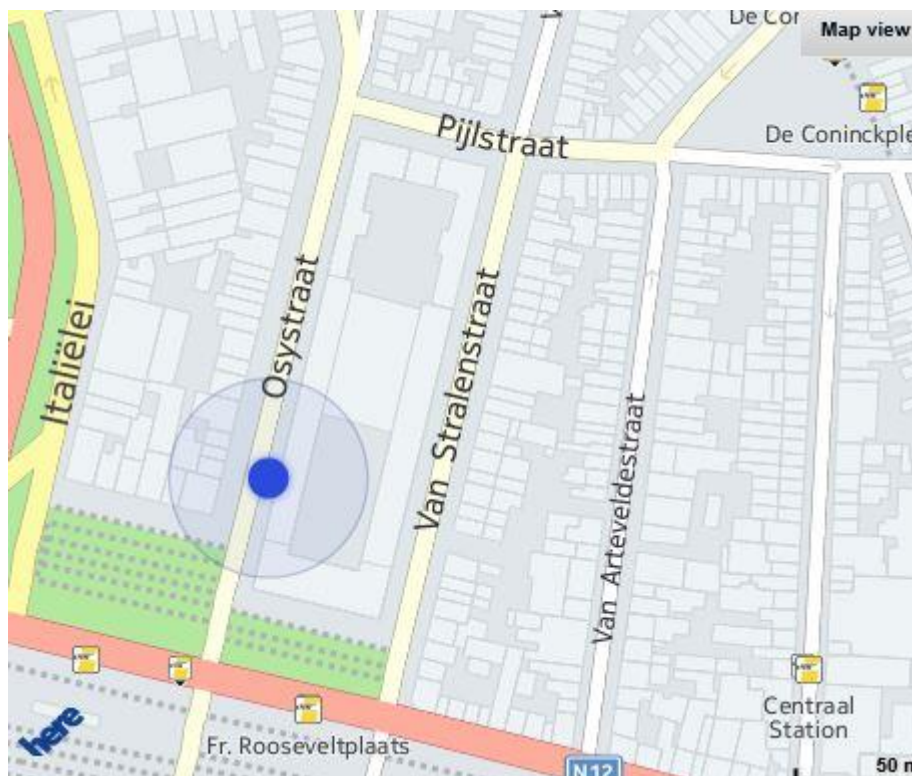 De Cor
Map view
De Coninckple
Pijlstraat
Osystraat
Italiëlei
Van Stralenstraat
Van Arteveldestraat
Centraal
Station
Fr. Rooseveltplaats
here
N12
50 m